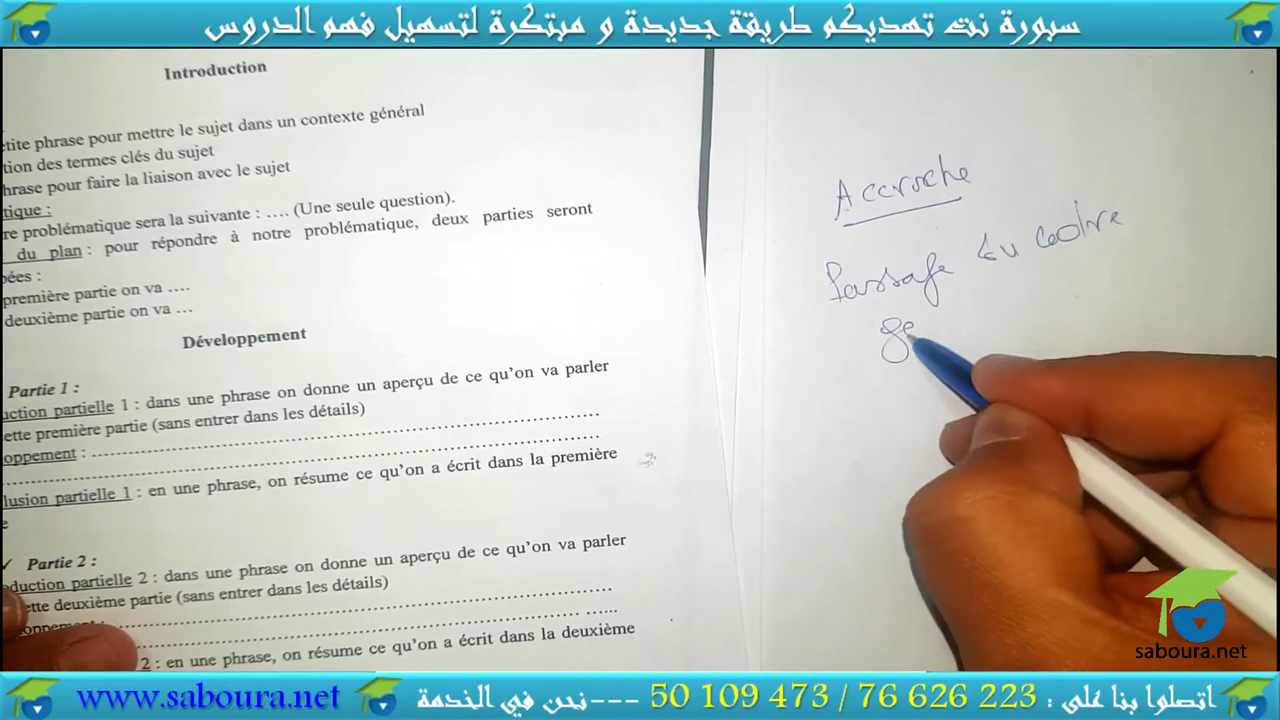 سبورة نت تهديكم طريقة جديدة و مبتكرة لتسهيل فهم الدروس
Introduction
etite phrase pour mettre le sujet dans un contexte général
tion des termes clés du sujet
hrase pour faire la liaison avec le sujet
tique :
re problématique sera la suivante : …. (Une seule question).
du plan : pour répondre à notre problématique, deux parties seront
pées :
première partie on va ….
deuxième partie on va …
Développement
Partie 1 :
uction partielle 1 : dans une phrase on donne un aperçu de ce qu'on va parler
ette première partie (sans entrer dans les détails)
oppement : ........................................
........................................
lusion partielle 1 : en une phrase, on résume ce qu'on a écrit dans la première
e
✓ Partie 2 :
oduction partielle 2 : dans une phrase on donne un aperçu de ce qu'on va parler
ette deuxième partie (sans entrer dans les détails)
oppement : ........................................
........................................
2 : en une phrase, on résume ce qu'on a écrit dans la deuxième
Accroche
Passage du cadre
ge
saboura.net
www.saboura.net
اتصلوا بنا على : 223 626 76 / 473 109 50 ---نحن في الخدمة